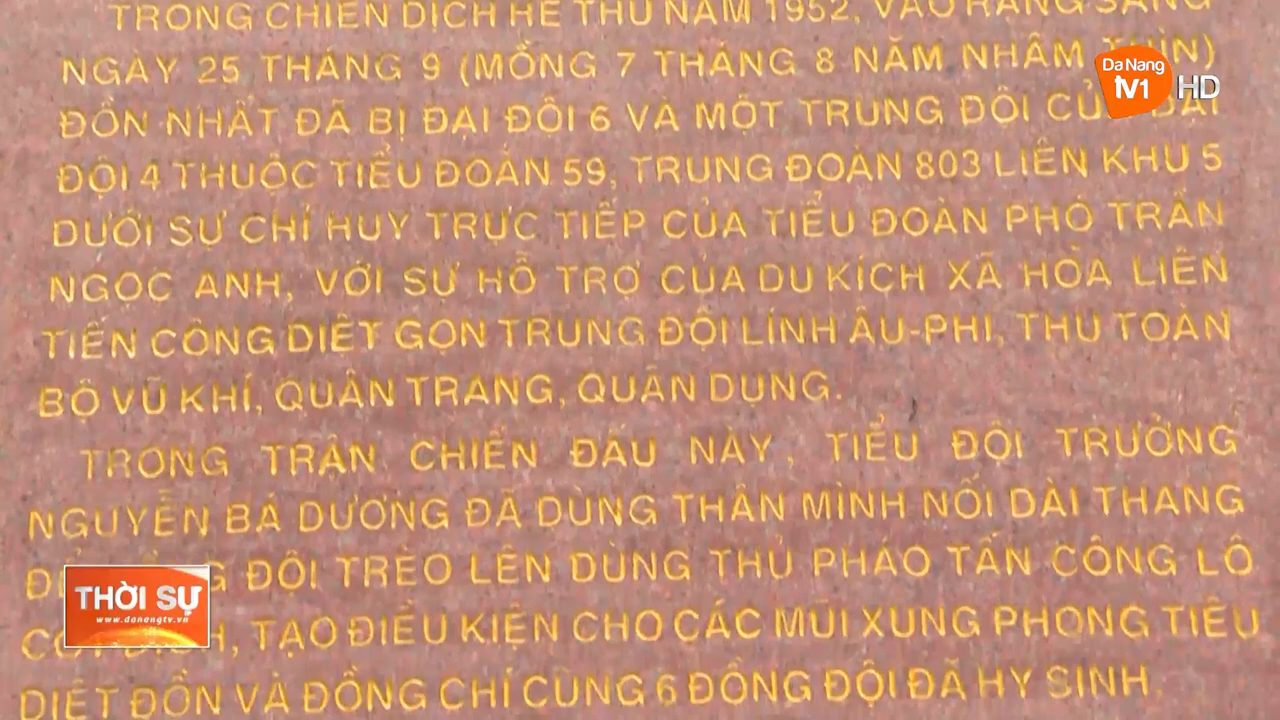 TRONG CHIẾN DỊCH HÈ THU NĂM 1952, VÀO RẠNG SÁNG
NGÀY 25 THÁNG 9 (MỒNG 7 THÁNG 8 NĂM NHÂM THÌN)
ĐỒN NHẤT ĐÃ BỊ ĐẠI ĐỘI 6 VÀ MỘT TRUNG ĐỘI CỦA ĐẠI
ĐỘI 4 THUỘC TIỂU ĐOÀN 59, TRUNG ĐOÀN 803 LIÊN KHU 5
DƯỚI SỰ CHỈ HUY TRỰC TIẾP CỦA TIỂU ĐOÀN PHÓ TRẦN
NGỌC ANH, VỚI SỰ HỖ TRỢ CỦA DU KÍCH XÃ HÒA LIÊN
TIẾN CÔNG DIỆT GỌN TRUNG ĐỘI LÍNH ÂU-PHI, THU TOÀN
BỘ VŨ KHÍ, QUÂN TRANG, QUÂN DỤNG.
TRONG TRẬN CHIẾN ĐẤU NÀY, TIỂU ĐỘI TRƯỞNG
NGUYỄN BÁ DƯƠNG ĐÃ DÙNG THÂN MÌNH NỐI DÀI THANG
ĐỘI TRÈO LÊN DÙNG THỦ PHÁO TẤN CÔNG LÔ
TẠO ĐIỀU KIỆN CHO CÁC MŨI XUNG PHONG TIÊU
DIỆT ĐỒN VÀ ĐỒNG CHÍ CÙNG 6 ĐỒNG ĐỘI ĐÃ HY SINH.
Da Nang
TV1 HD
THỜI SỰ
www.danangtv.vn